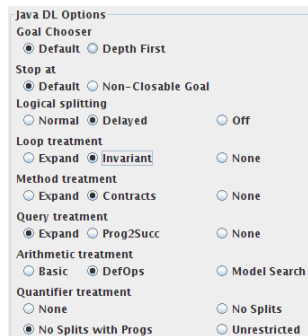 Java DL Options
Goal Chooser
Default Depth First
Stop at
Default Non-Closable Goal
Logical splitting
Normal Delayed Off
Loop treatment
Expand Invariant None
Method treatment
Expand Contracts None
Query treatment
Expand Prog2Succ None
Arithmetic treatment
Basic DefOps Model Search
Quantifier treatment
None No Splits
No Splits with Progs Unrestricted